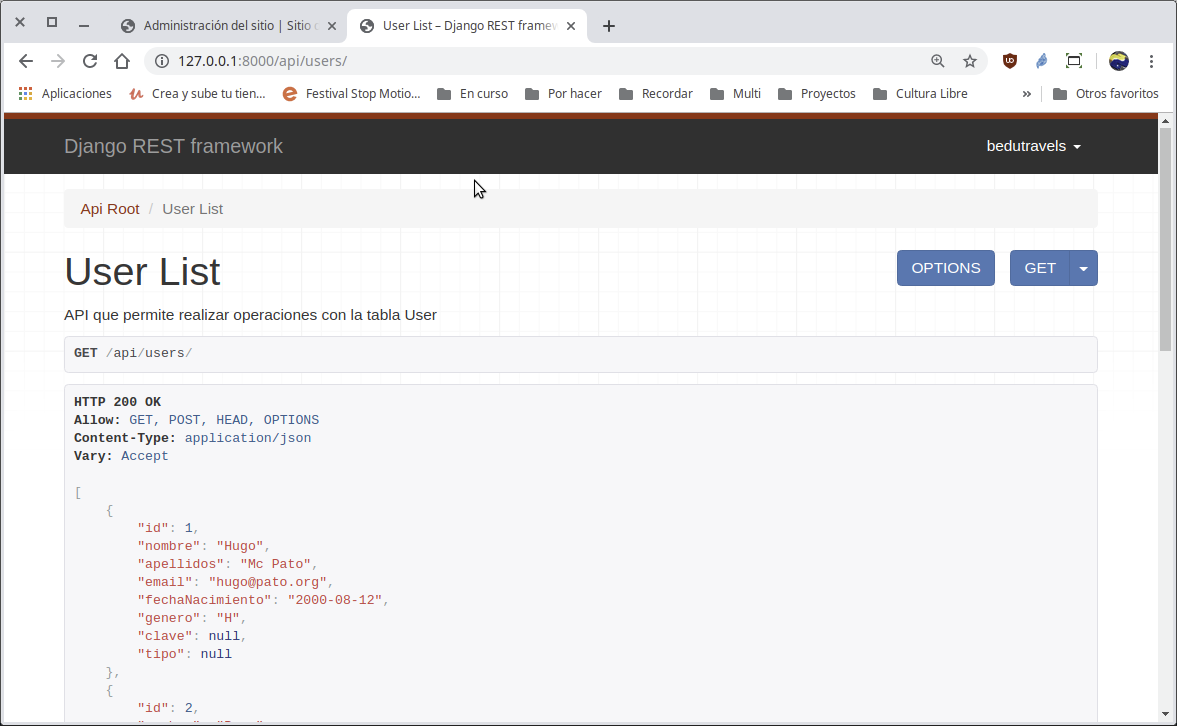 Administración del sitio | Sitio
User List – Django REST framew
127.0.0.1:8000/api/users/
Aplicaciones
Crea y sube tu tien...
Festival Stop Motio...
En curso
Por hacer
Recordar
Multi
Proyectos
Cultura Libre
»
Otros favoritos
Django REST framework
bedutravels
Api Root / User List
User List
OPTIONS
GET
API que permite realizar operaciones con la tabla User
GET /api/users/
HTTP 200 OK
Allow: GET, POST, HEAD, OPTIONS
Content-Type: application/json
Vary: Accept
[
{
"id": 1,
"nombre": "Hugo",
"apellidos": "Mc Pato",
"email": "hugo@pato.org",
"fechaNacimiento": "2000-08-12",
"genero": "H",
"clave": null,
"tipo": null
},
{
"id": 2,